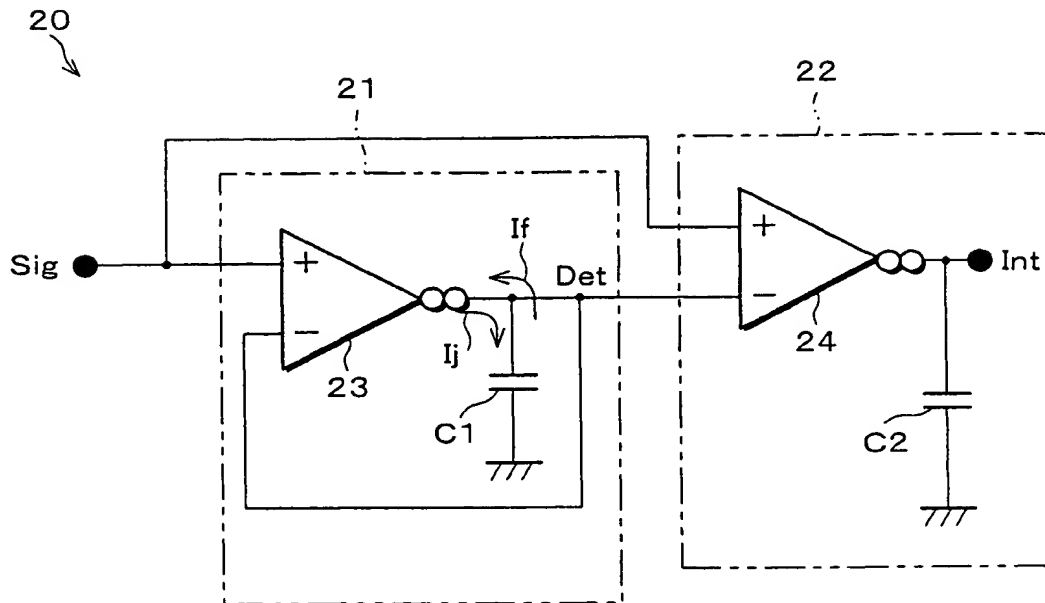 20
21
22
Sig
+
−
23
If
Ij
Det
C1
+
−
24
Int
C2